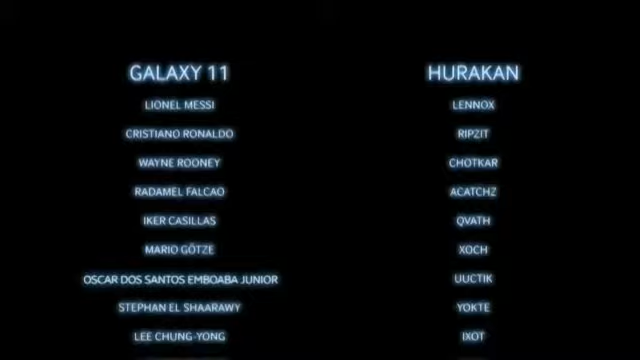 GALAXY 11
LIONEL MESSI
CRISTIANO RONALDO
WAYNE ROONEY
RADAMEL FALCAO
IKER CASILLAS
MARIO GÖTZE
OSCAR DOS SANTOS EMBOABA JUNIOR
STEPHAN EL SHAARAWY
LEE CHUNG-YONG
HURAKAN
LENNOX
RIPZIT
CHOTKAR
ACATCHZ
QVATH
XOCH
UUCTIK
YOKTE
IXOT